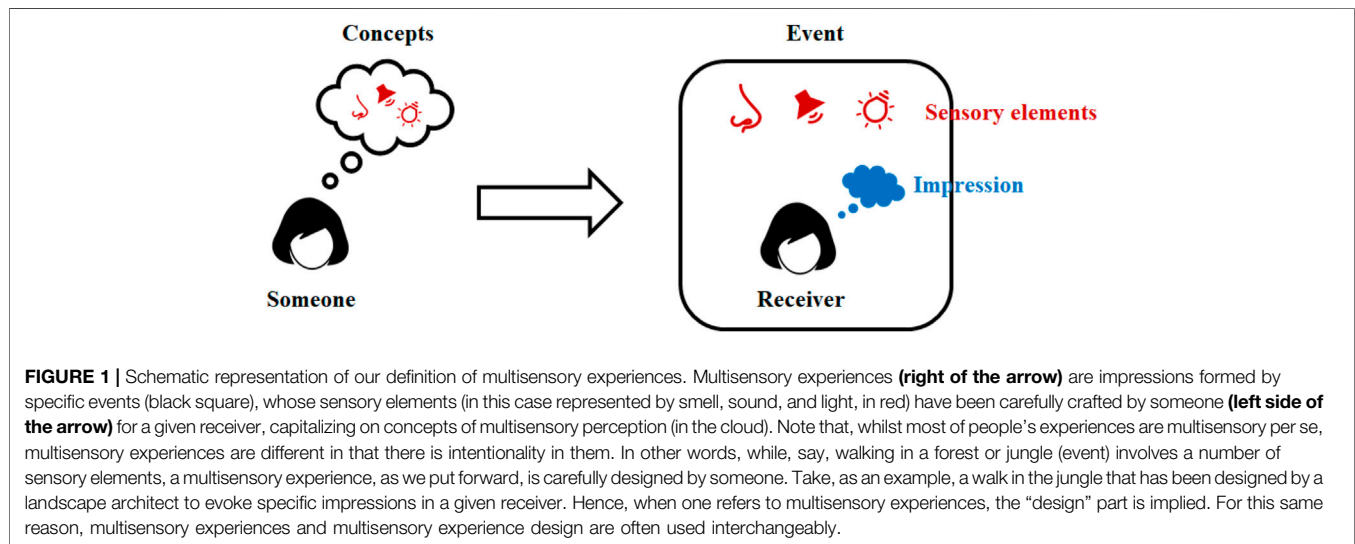 Concepts
Event
Sensory elements
Impression
Someone
Receiver
FIGURE 1 | Schematic representation of our definition of multisensory experiences. Multisensory experiences (right of the arrow) are impressions formed by
specific events (black square), whose sensory elements (in this case represented by smell, sound, and light, in red) have been carefully crafted by someone (left side of
the arrow) for a given receiver, capitalizing on concepts of multisensory perception (in the cloud). Note that, whilst most of people's experiences are multisensory per se,
multisensory experiences are different in that there is intentionality in them. In other words, while, say, walking in a forest or jungle (event) involves a number of
sensory elements, a multisensory experience, as we put forward, is carefully designed by someone. Take, as an example, a walk in the jungle that has been designed by a
landscape architect to evoke specific impressions in a given receiver. Hence, when one refers to multisensory experiences, the “design” part is implied. For this same
reason, multisensory experiences and multisensory experience design are often used interchangeably.